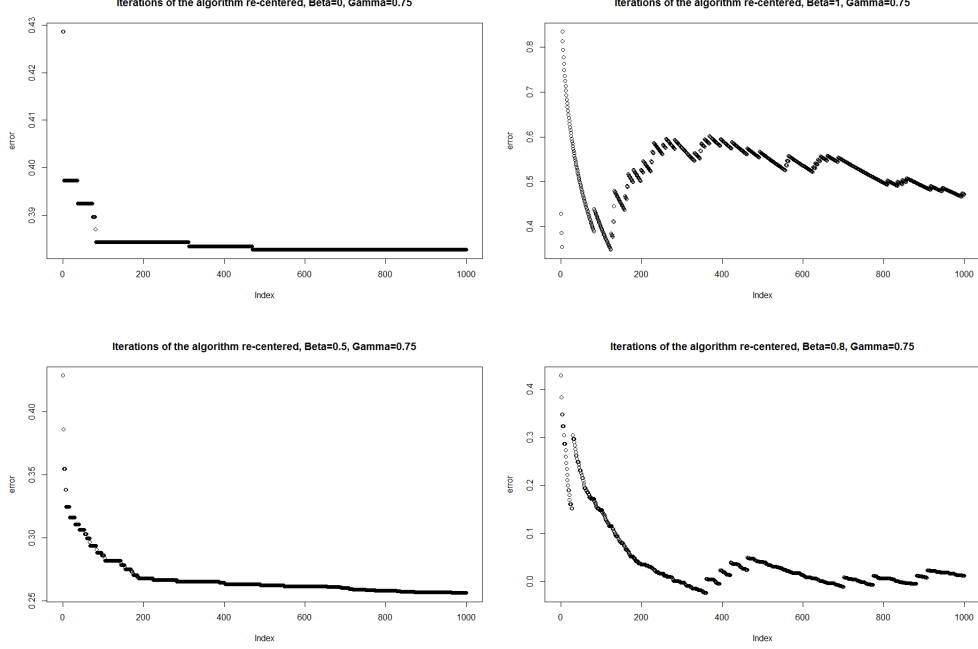 Iterations of the algorithm re-centered, Beta=0, Gamma=0.75
error
0.43
0.42
0.41
0.40
0.39
0 200 400 600 800 1000
Index
Iterations of the algorithm re-centered, Beta=1, Gamma=0.75
error
0.8
0.7
0.6
0.5
0.4
0 200 400 600 800 1000
Index
Iterations of the algorithm re-centered, Beta=0.5, Gamma=0.75
error
0.40
0.35
0.30
0.25
0 200 400 600 800 1000
Index
Iterations of the algorithm re-centered, Beta=0.8, Gamma=0.75
error
0.4
0.3
0.2
0.1
0.0
0 200 400 600 800 1000
Index